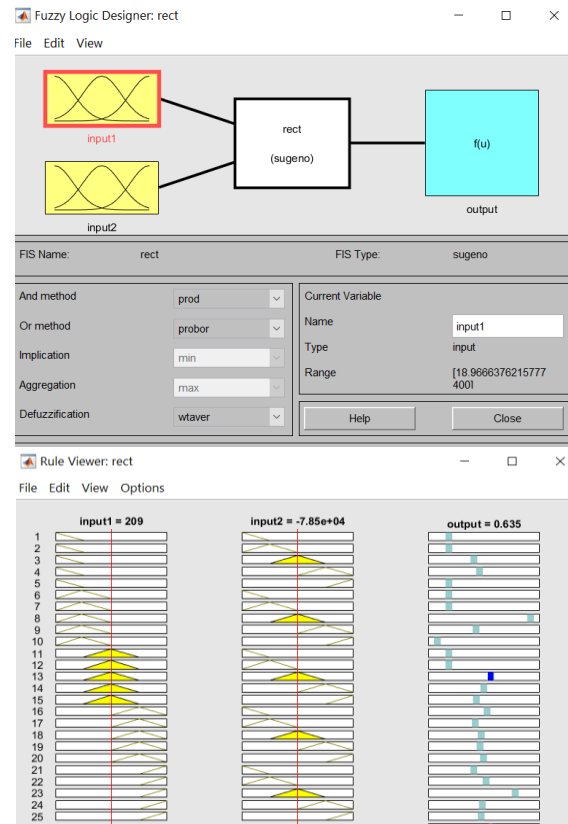 Fuzzy Logic Designer: rect
File Edit View
input1
input2
rect
(sugeno)
f(u)
output
FIS Name: rect FIS Type: sugeno
And method prod
Or method probor
Implication min
Aggregation max
Defuzzification wtaver
Current Variable
Name input1
Type input
Range [18.9666376215777
400]
Help Close
Rule Viewer: rect
File Edit View Options
input1 = 209 input2 = -7.85e+04 output = 0.635
1
2
3
4
5
6
7
8
9
10
11
12
13
14
15
16
17
18
19
20
21
22
23
24
25